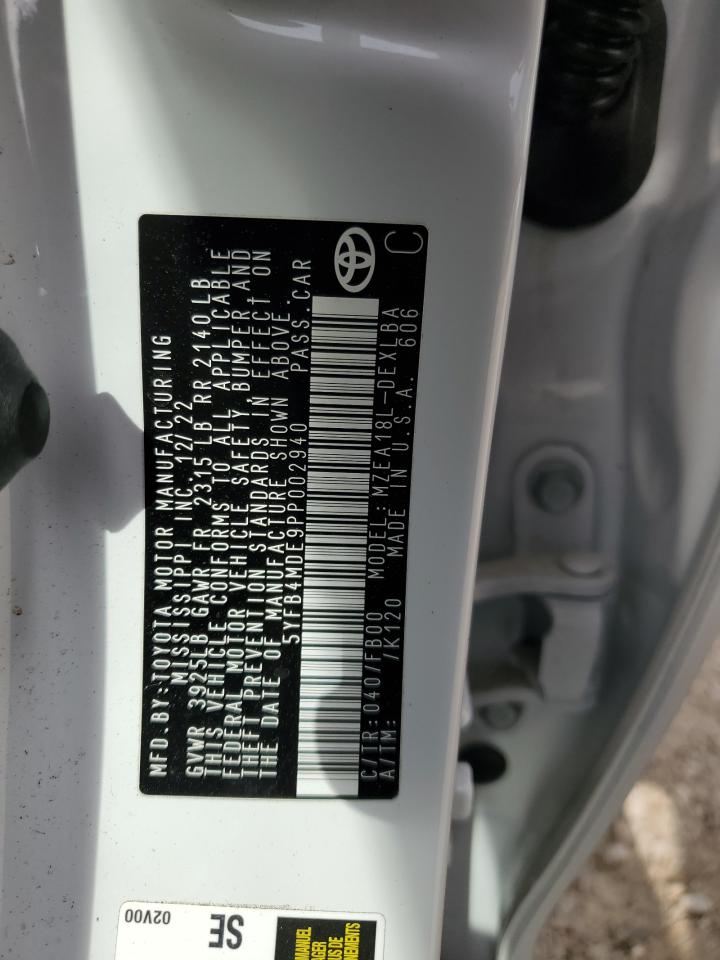 MFD.BY:TOYOTA MOTOR MANUFACTURING
MISSISSIPPI INC. 12/22
GVWR 3925LB GAWR FR 2315 LB RR 2140 LB
THIS VEHICLE CONFORMS TO ALL APPLICABLE
FEDERAL MOTOR VEHICLE SAFETY, BUMPER, AND
THEFT PREVENTION STANDARDS IN EFFECT ON
THE DATE OF MANUFACTURE SHOWN ABOVE.
5YFB4MDE9PP002940 PASS.CAR
C/TR:040/FB00 MODEL:MZEA18L-DEXLBA
A/TM: /K120 MADE IN U.S.A. 606
C
02V00
SE
MANUEL